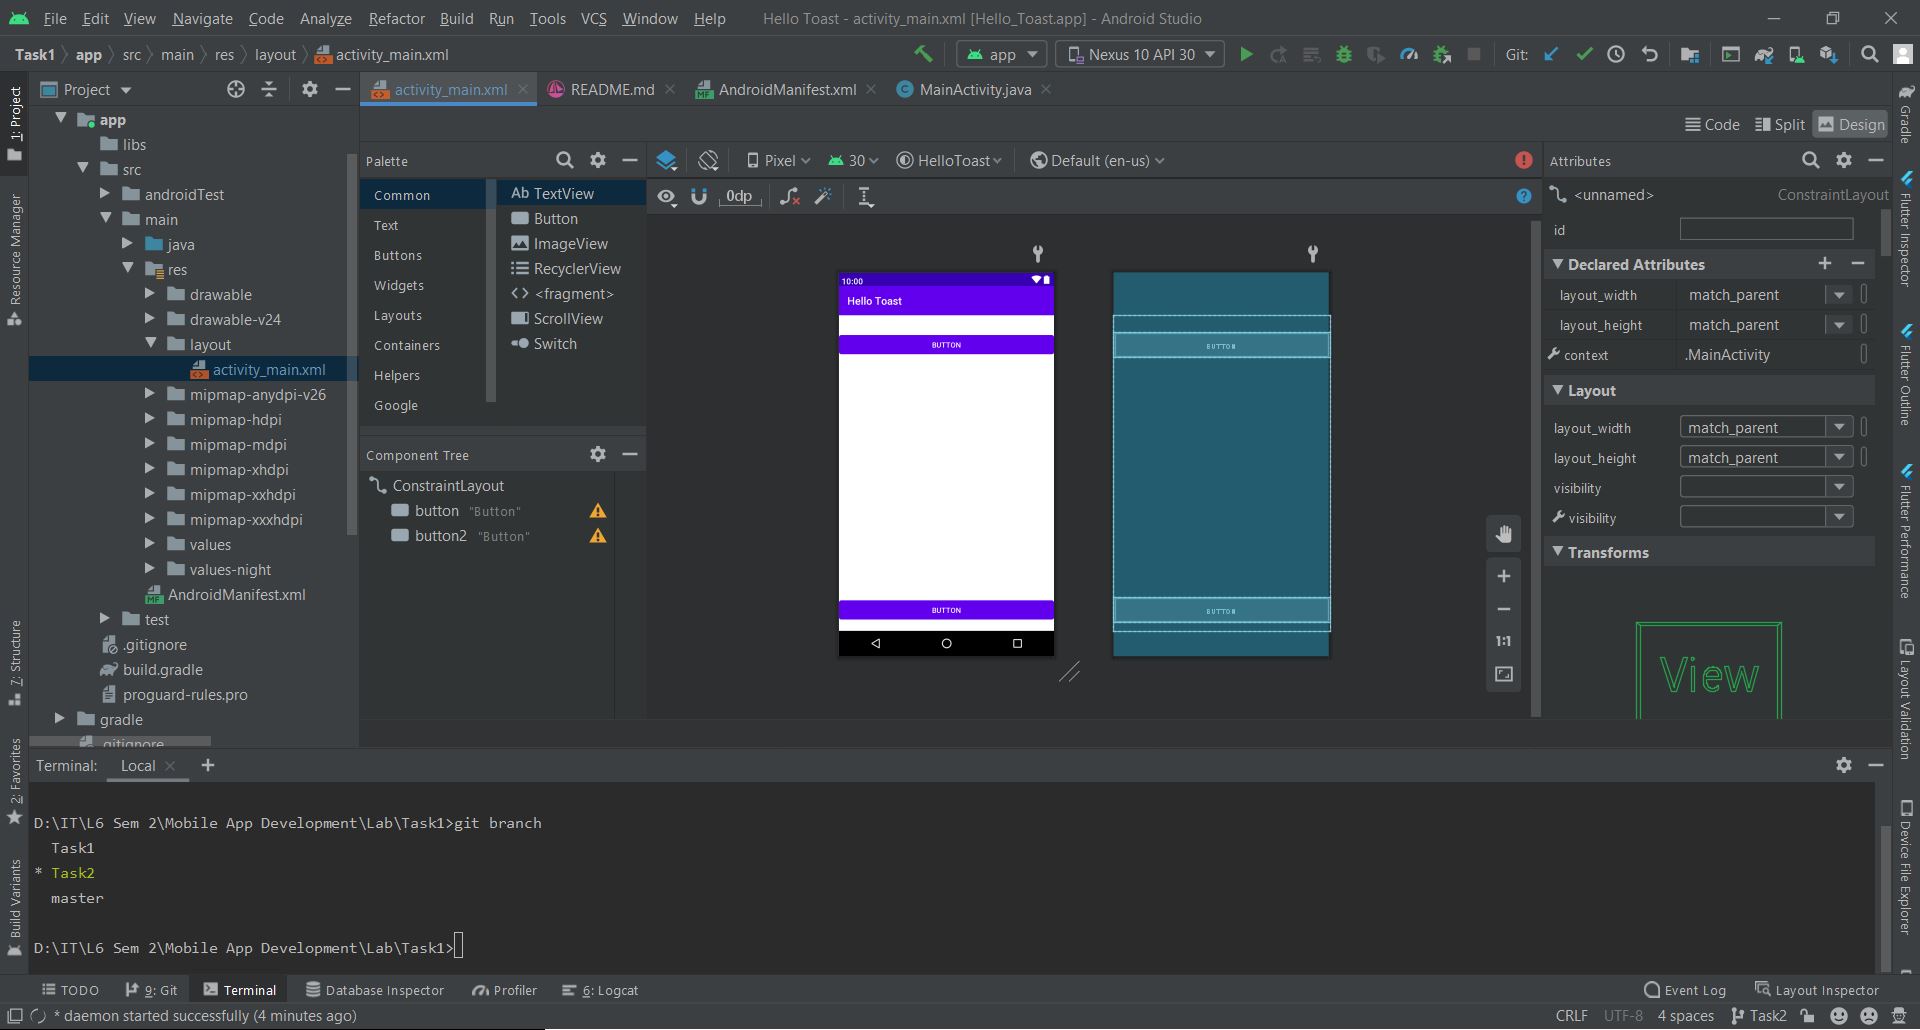 File Edit View Navigate Code Analyze Refactor Build Run Tools VCS Window Help Hello Toast - activity_main.xml [Hello_Toast.app] - Android Studio
Task1 app src main res layout activity_main.xml app Nexus 10 API 30 Git:
Project activity_main.xml README.md AndroidManifest.xml MainActivity.java
Code Split Design
1: Project
Resource Manager
7: Structure
2: Favorites
Build Variants
app
libs
src
androidTest
main
java
res
drawable
drawable-v24
layout
activity_main.xml
mipmap-anydpi-v26
mipmap-hdpi
mipmap-mdpi
mipmap-xhdpi
mipmap-xxhdpi
mipmap-xxxhdpi
values
values-night
AndroidManifest.xml
test
.gitignore
build.gradle
proguard-rules.pro
gradle
.gitignore
Palette
Common
Text
Buttons
Widgets
Layouts
Containers
Helpers
Google
Ab TextView
Button
ImageView
RecyclerView
<fragment>
ScrollView
Switch
Component Tree
ConstraintLayout
button "Button"
button2 "Button"
Pixel 30 HelloToast Default (en-us)
0dp
10:00
Hello Toast
BUTTON
BUTTON
BUTTON
BUTTON
1:1
Attributes
<unnamed> ConstraintLayout
id
Declared Attributes
layout_width match_parent
layout_height match_parent
context .MainActivity
Layout
layout_width match_parent
layout_height match_parent
visibility
visibility
Transforms
View
Gradle
Flutter Inspector
Flutter Outline
Flutter Performance
Layout Validation
Device File Explorer
Terminal: Local
D:\IT\L6 Sem 2\Mobile App Development\Lab\Task1>git branch
Task1
* Task2
master
D:\IT\L6 Sem 2\Mobile App Development\Lab\Task1>
TODO 9: Git Terminal Database Inspector Profiler 6: Logcat Event Log Layout Inspector
* daemon started successfully (4 minutes ago) CRLF UTF-8 4 spaces Task2